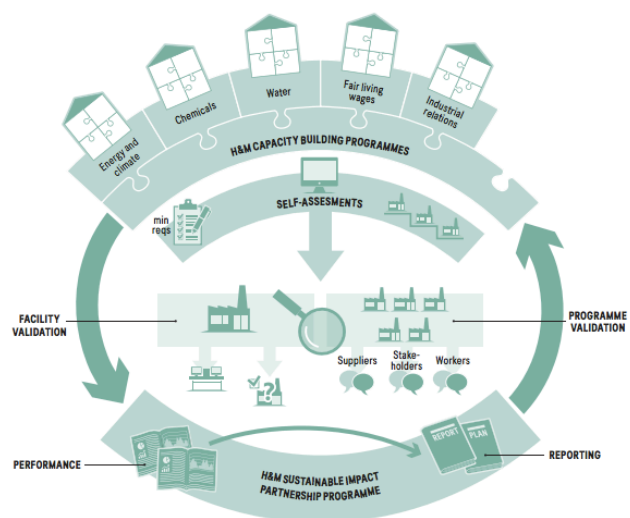 Energy and
climate
Chemicals
Water
Fair living
wages
Industrial
relations
H&M CAPACITY BUILDING PROGRAMMES
SELF-ASSESMENTS
min
reqs
FACILITY
VALIDATION
PROGRAMME
VALIDATION
Suppliers
Stake-
holders
Workers
?
PERFORMANCE
REPORT
PLAN
REPORTING
H&M SUSTAINABLE IMPACT
PARTNERSHIP PROGRAMME